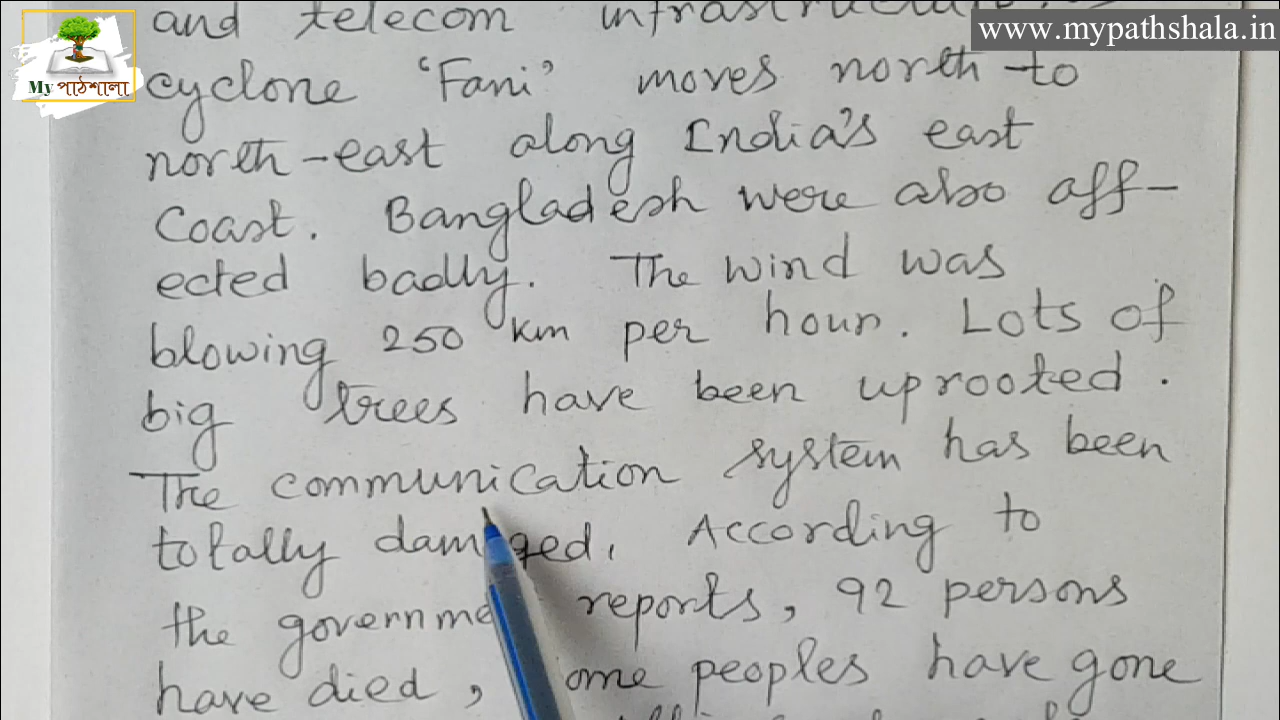 www.mypathshala.in
My পাঠশালা
and telecom
cyclone 'Fani' moves north-to
north-east along India's east
Coast. Bangladesh were also aff-
ected badly. The wind was
blowing 250 km per hour. Lots of
big trees have been uprooted.
The communication system has been
totally damaged. According to
the governme reports, 92 persons
have died, ome peoples have gone